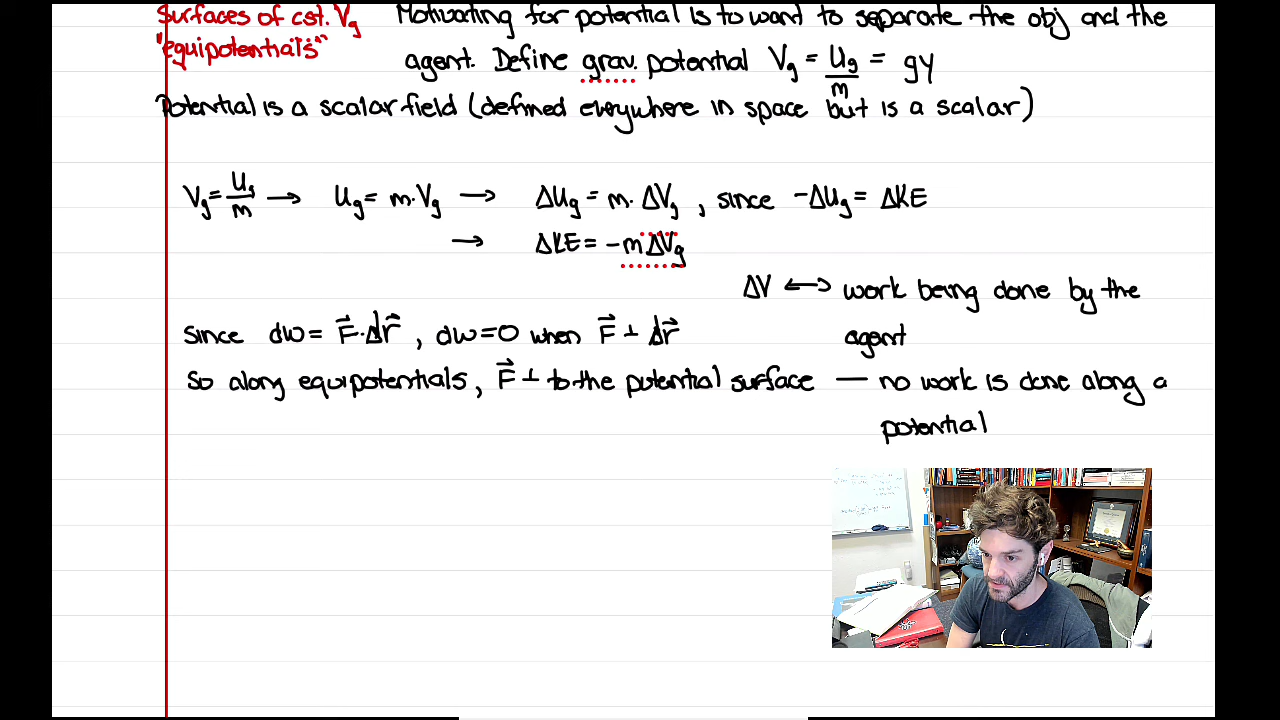 Surfaces of cst. Vg
"equipotentials"
Motivating for potential is to want to separate the obj and the
agent. Define grav. potential Vg = Ug/m = gy
Potential is a scalar field (defined everywhere in space but is a scalar)
Vg = Ug/m → Ug = m·Vg → ΔUg = m·ΔVg, since -ΔUg = ΔKE
→ ΔKE = -mΔVg
ΔV ↔ work being done by the
agent
Since dw = F⃗·dr⃗, dw=0 when F⃗ ⊥ dr⃗
So along equipotentials, F⃗ ⊥ to the potential surface — no work is done along a
potential